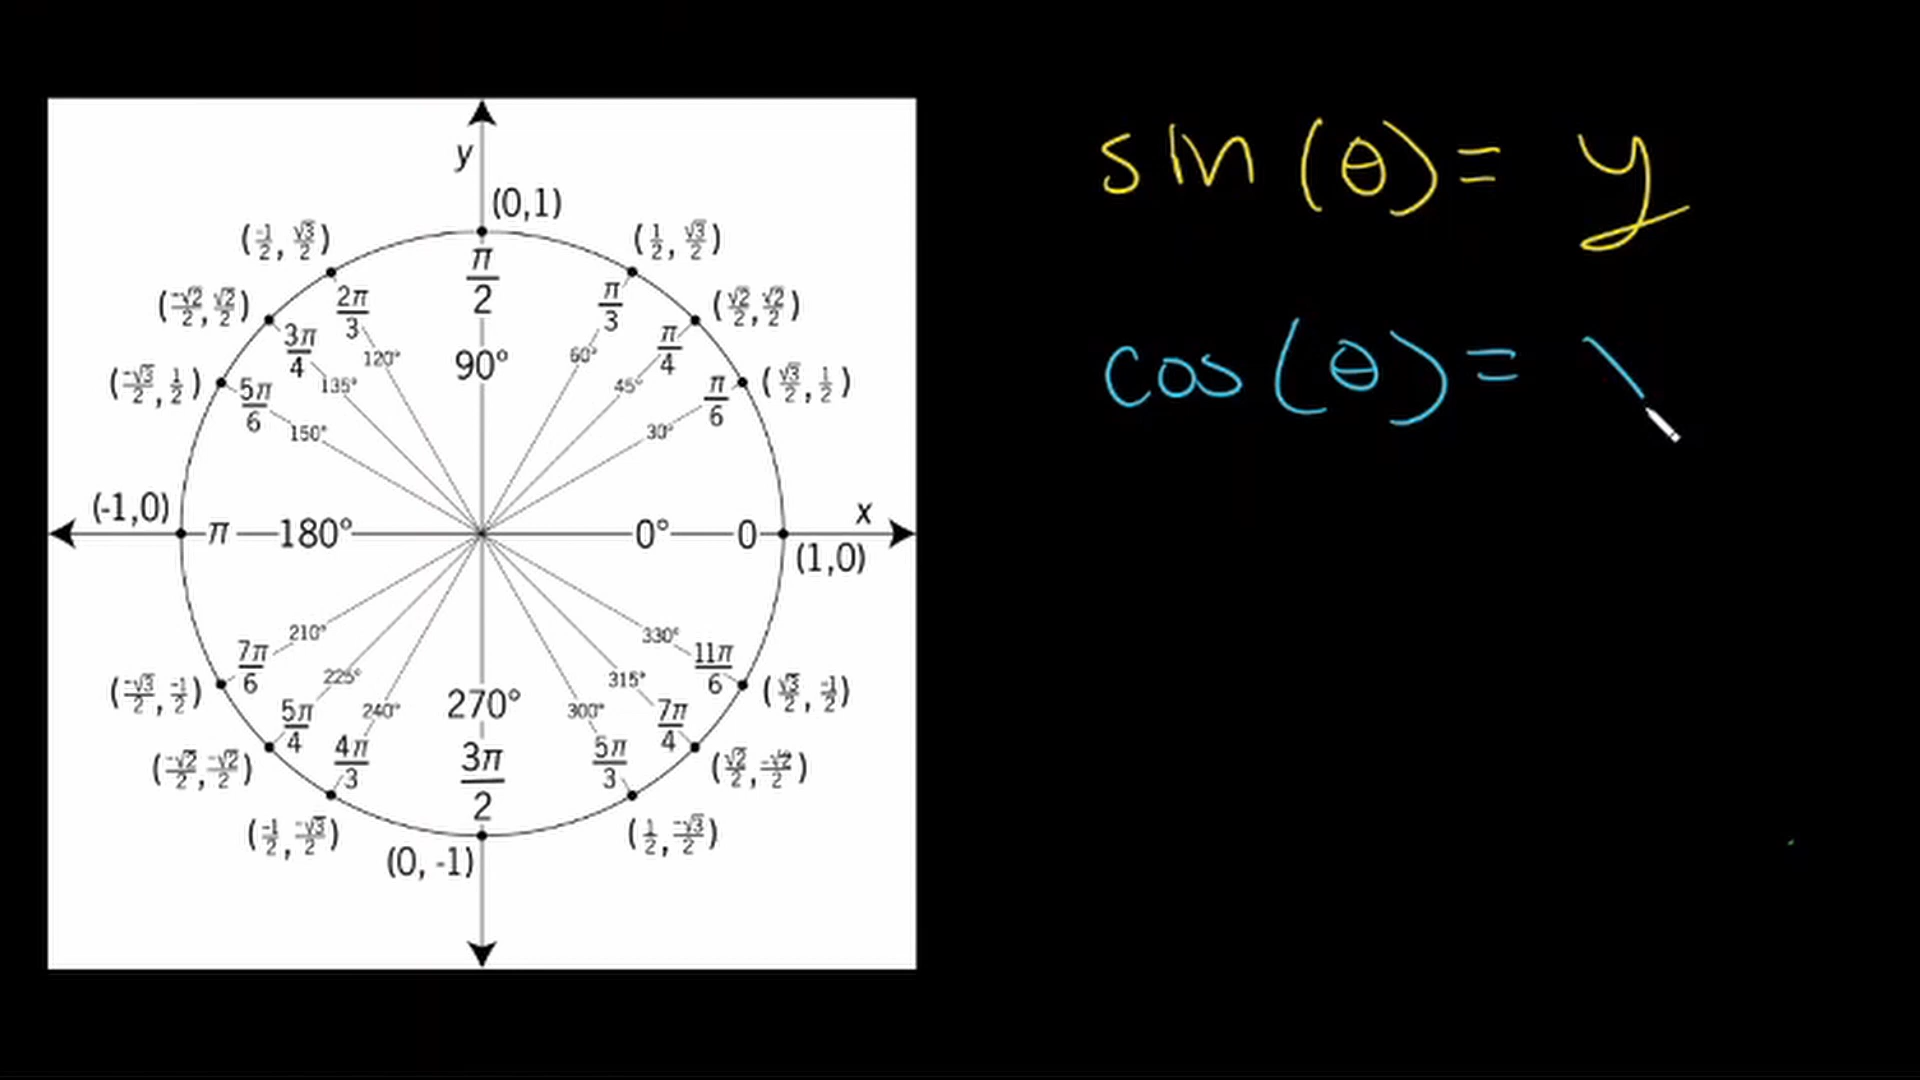 y
(0,1)
(-1/2, √3/2)
(1/2, √3/2)
π/2
(-√2/2, √2/2)
2π/3
π/3
(√2/2, √2/2)
3π/4
120°
90°
60°
π/4
(-√3/2, 1/2)
5π/6
135°
45°
π/6
(√3/2, 1/2)
150°
30°
(-1,0)
x
π
180°
0°
0
(1,0)
210°
330°
7π/6
11π/6
225°
315°
(-√3/2, -1/2)
(√3/2, -1/2)
5π/4
240°
270°
300°
7π/4
(-√2/2, -√2/2)
4π/3
3π/2
5π/3
(√2/2, -√2/2)
(-1/2, -√3/2)
(1/2, -√3/2)
(0, -1)
sin (θ) = y
cos (θ) =